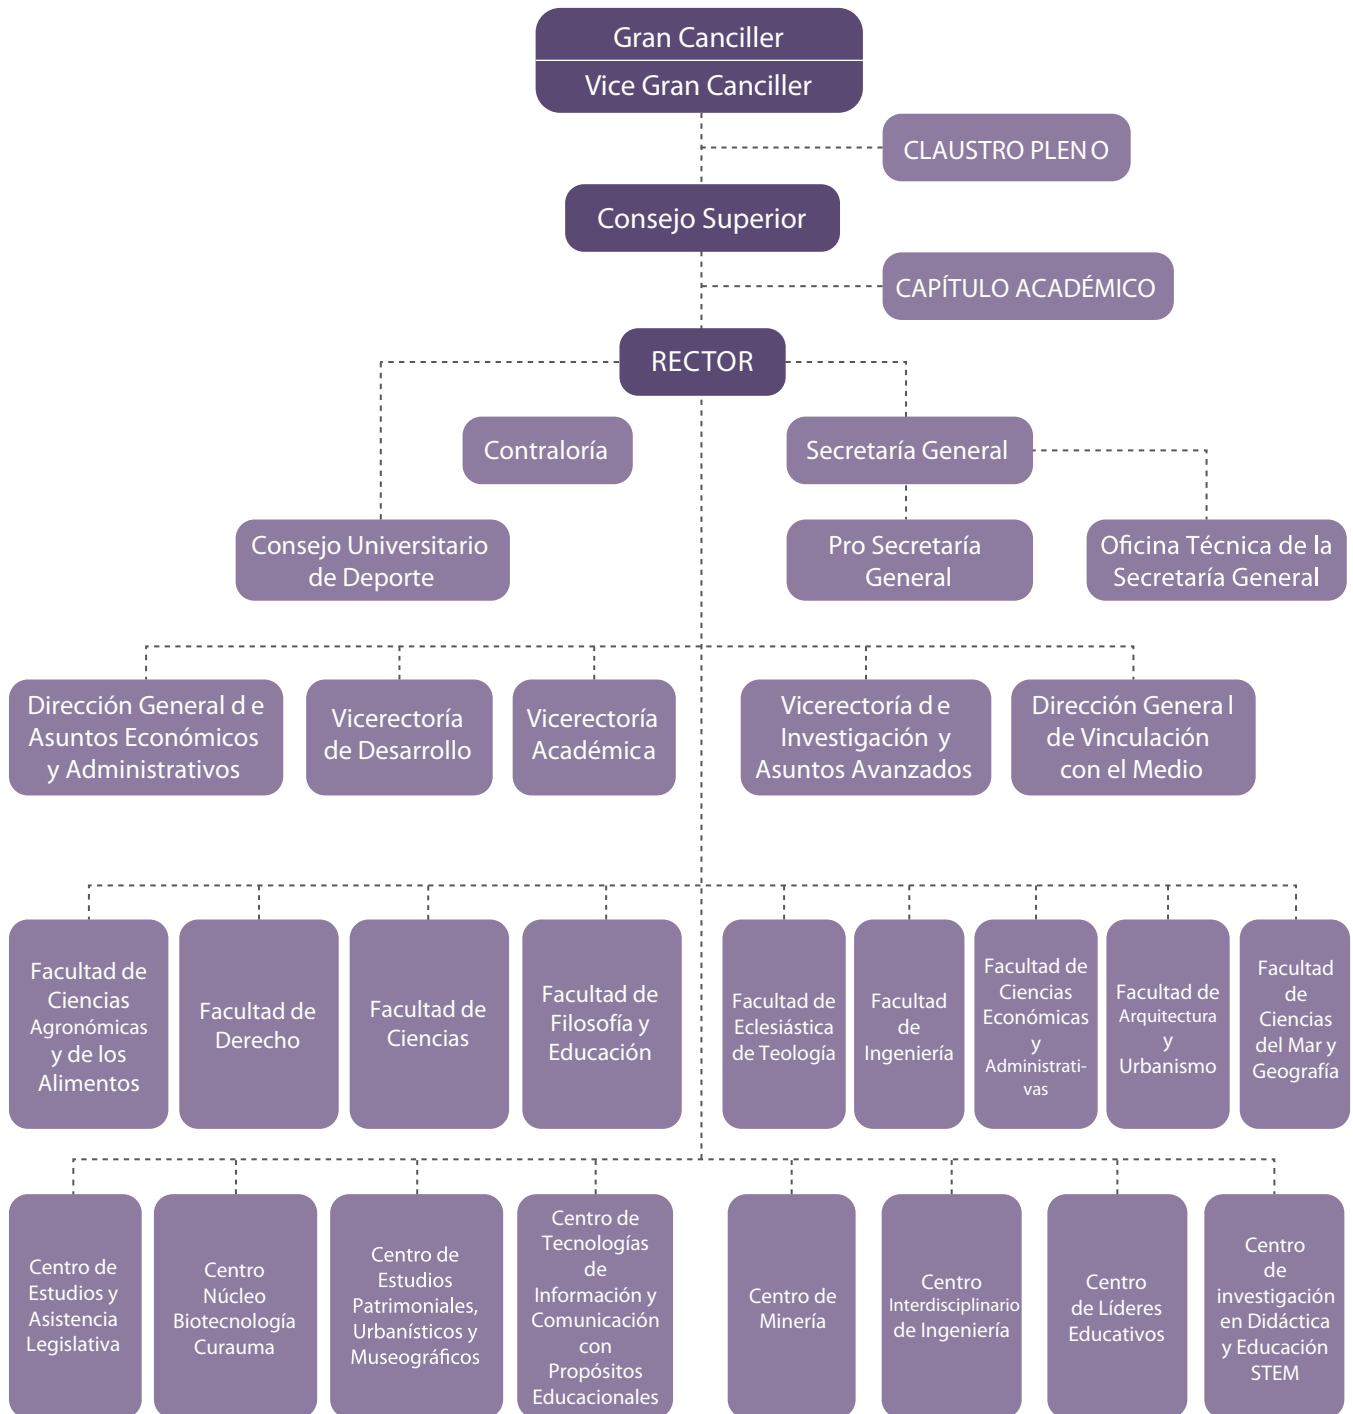 Gran Canciller
Vice Gran Canciller
CLAUSTRO PLENO
Consejo Superior
CAPÍTULO ACADÉMICO
RECTOR
Contraloría
Secretaría General
Consejo Universitario
de Deporte
Pro Secretaría
General
Oficina Técnica de la
Secretaría General
Dirección General de
Asuntos Económicos
y Administrativos
Vicerectoría
de Desarrollo
Vicerectoría
Académica
Vicerectoría de
Investigación y
Asuntos Avanzados
Dirección General
de Vinculación
con el Medio
Facultad de
Ciencias
Agronómicas
y de los
Alimentos
Facultad de
Derecho
Facultad de
Ciencias
Facultad de
Filosofía y
Educación
Facultad de
Eclesiástica
de Teología
Facultad
de
Ingeniería
Facultad de
Ciencias
Económicas
y
Administrati-
vas
Facultad de
Arquitectura
y
Urbanismo
Facultad
de
Ciencias
del Mar y
Geografía
Centro de
Estudios y
Asistencia
Legislativa
Centro
Núcleo
Biotecnología
Curauma
Centro de
Estudios
Patrimoniales,
Urbanísticos y
Museográficos
Centro de
Tecnologías
de
Información y
Comunicación
con
Propósitos
Educacionales
Centro de
Minería
Centro
Interdisciplinario
de Ingeniería
Centro
de Líderes
Educativos
Centro
de
investigación
en Didáctica
y Educación
STEM